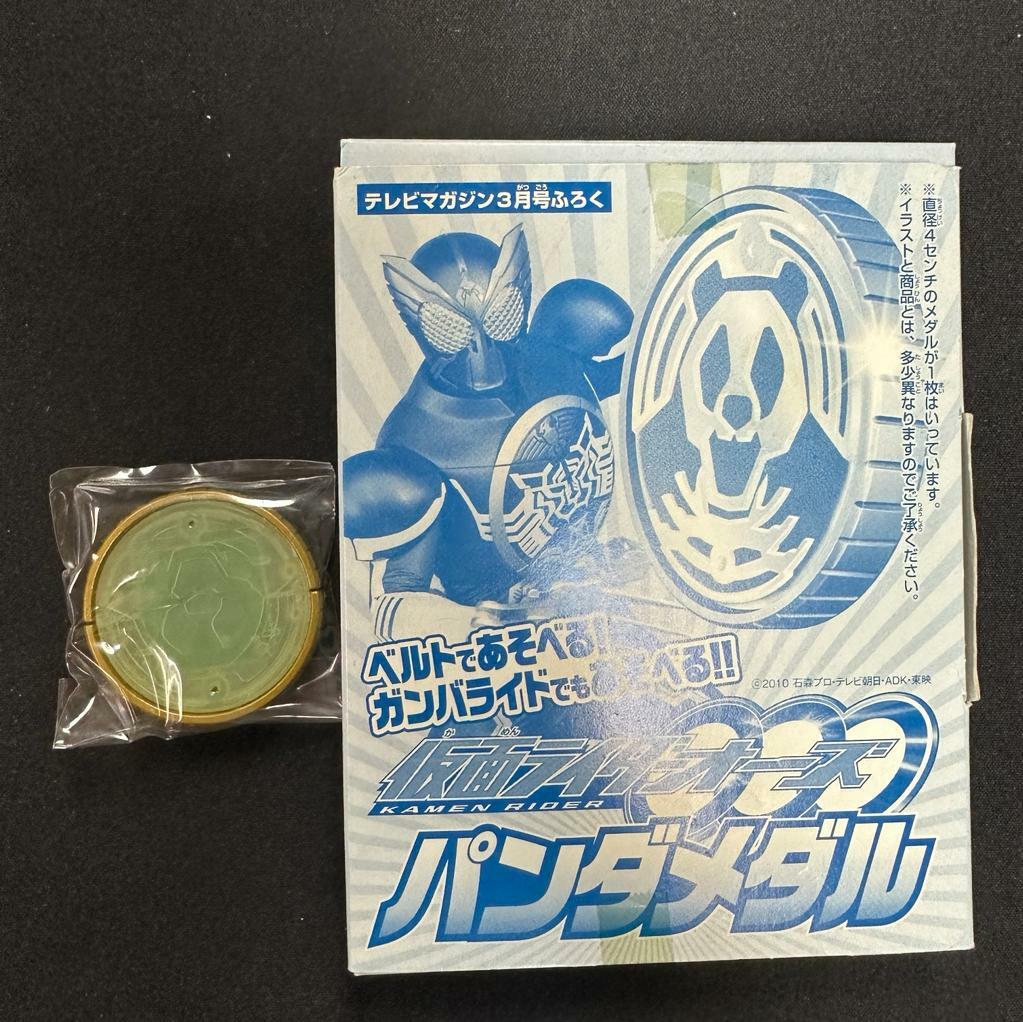 テレビマガジン3月号ふろく
※直径4センチのメダルが1枚はいっています。
※イラストと商品とは、多少異なりますのでご了承ください。
ベルトであそべる!!
ガンバライドでもあそべる!!
©2010 石森プロ・テレビ朝日・ADK・東映
仮面ライダーオーズ
KAMEN RIDER OOO
パンダメダル